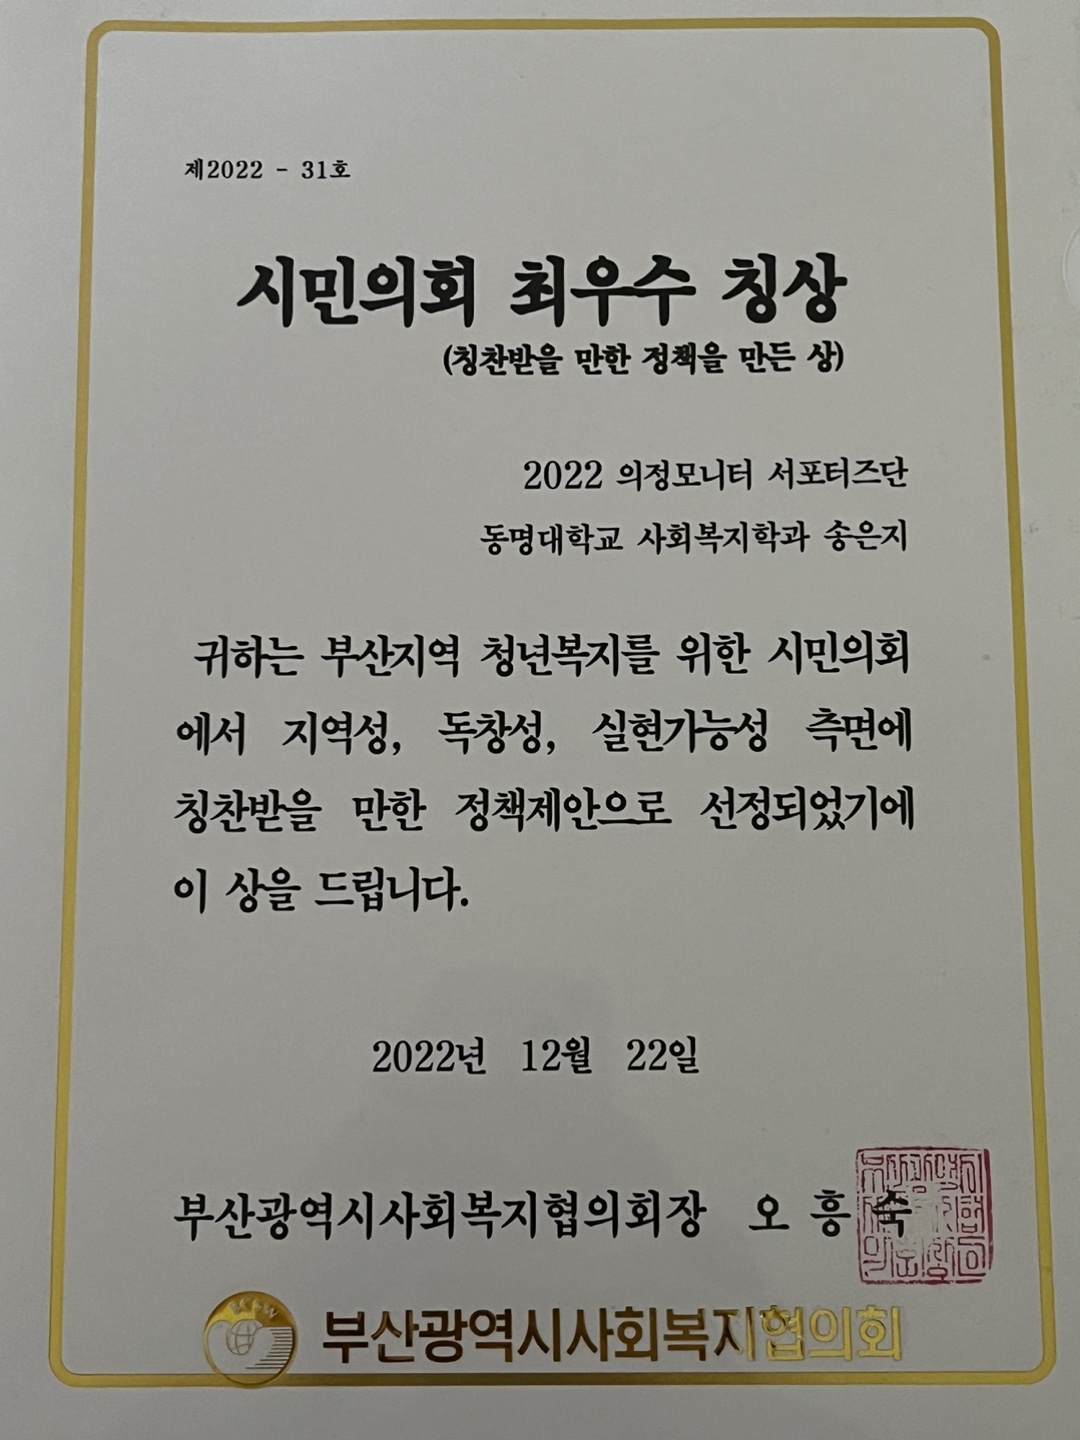 제2022 - 31호
시민의회 최우수 칭상
(칭찬받을 만한 정책을 만든 상)
2022 의정모니터 서포터즈단
동명대학교 사회복지학과 송은지
귀하는 부산지역 청년복지를 위한 시민의회
에서 지역성, 독창성, 실현가능성 측면에
칭찬받을 만한 정책제안으로 선정되었기에
이 상을 드립니다.
2022년 12월 22일
부산광역시사회복지협의회장 오 흥 숙
부산광역시사회복지협의회